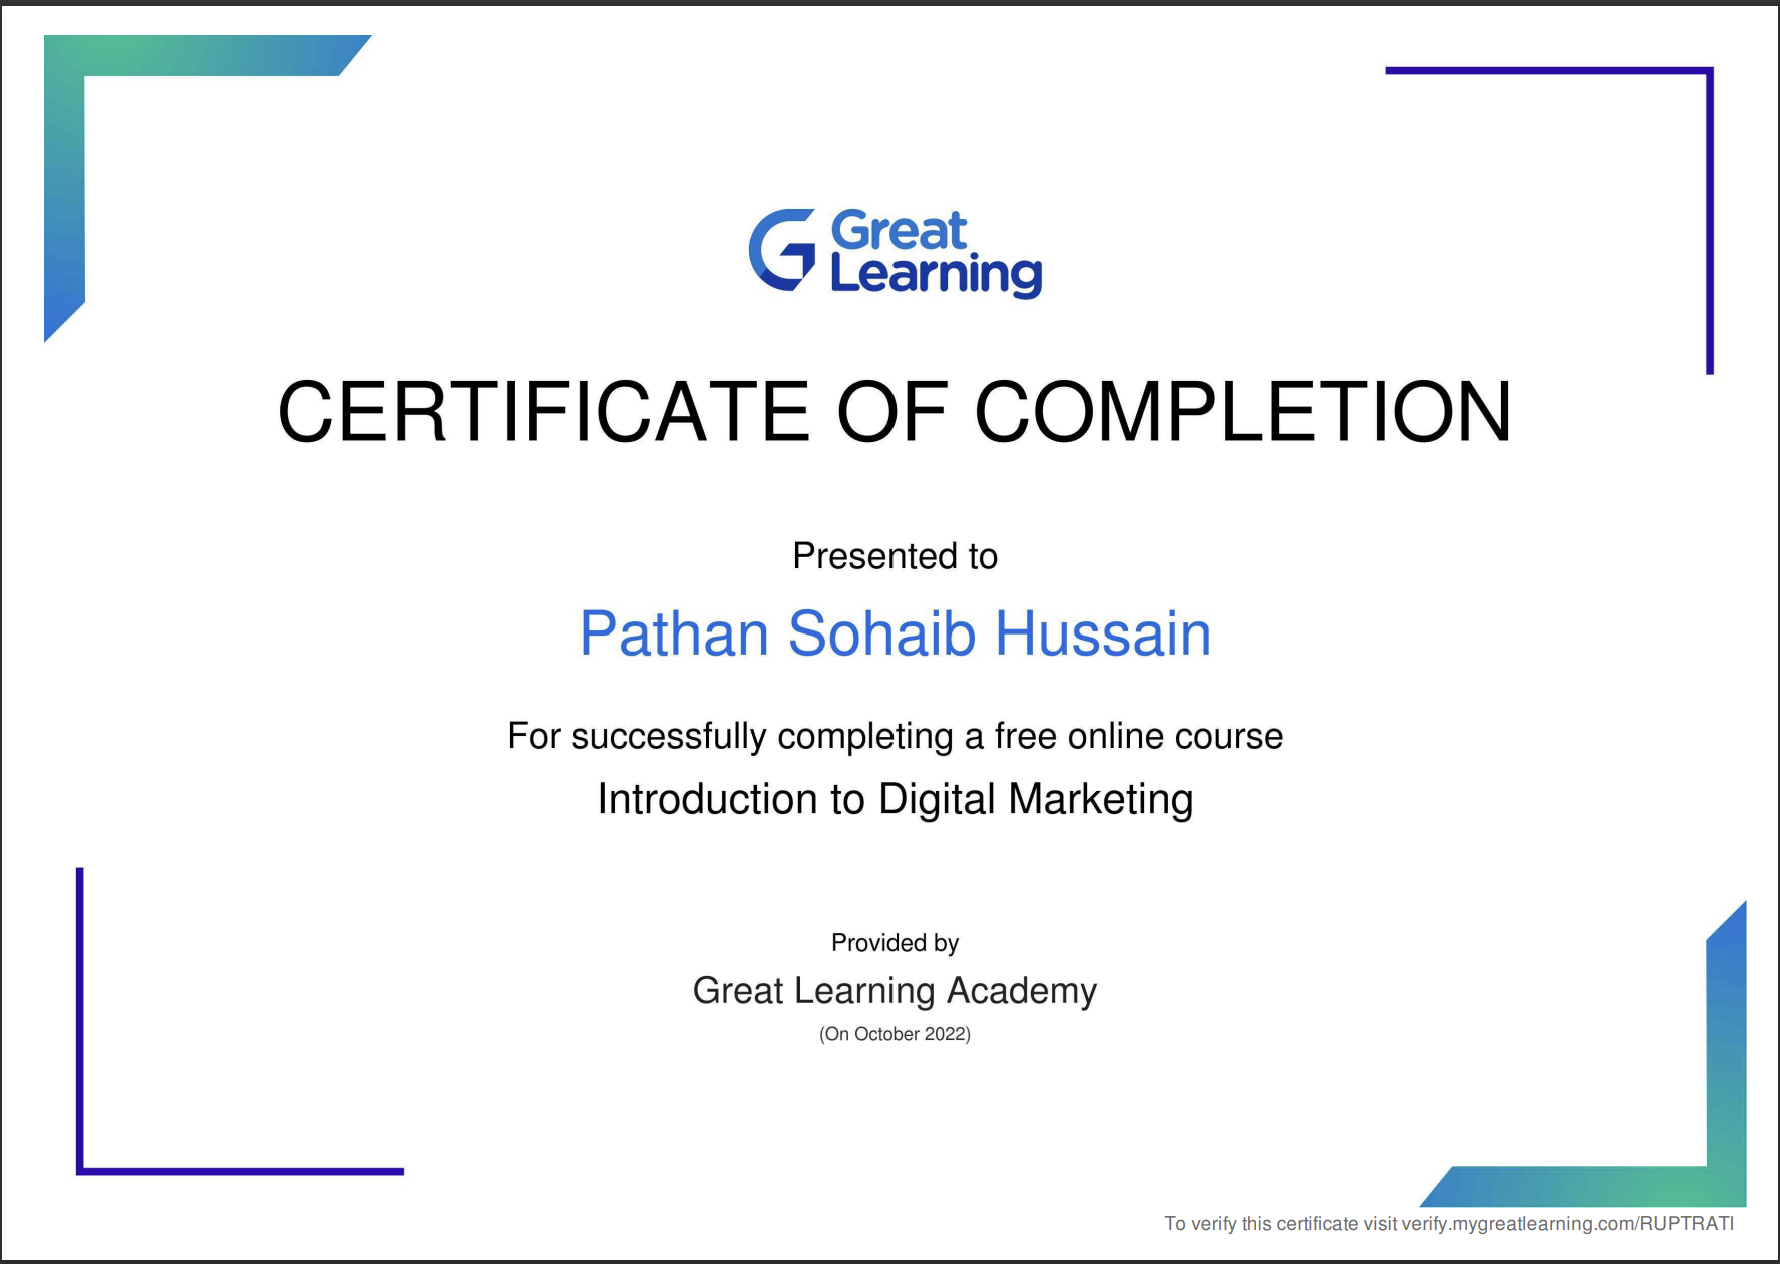 Great
Learning
CERTIFICATE OF COMPLETION
Presented to
Pathan Sohaib Hussain
For successfully completing a free online course
Introduction to Digital Marketing
Provided by
Great Learning Academy
(On October 2022)
To verify this certificate visit verify.mygreatlearning.com/RUPTRATI